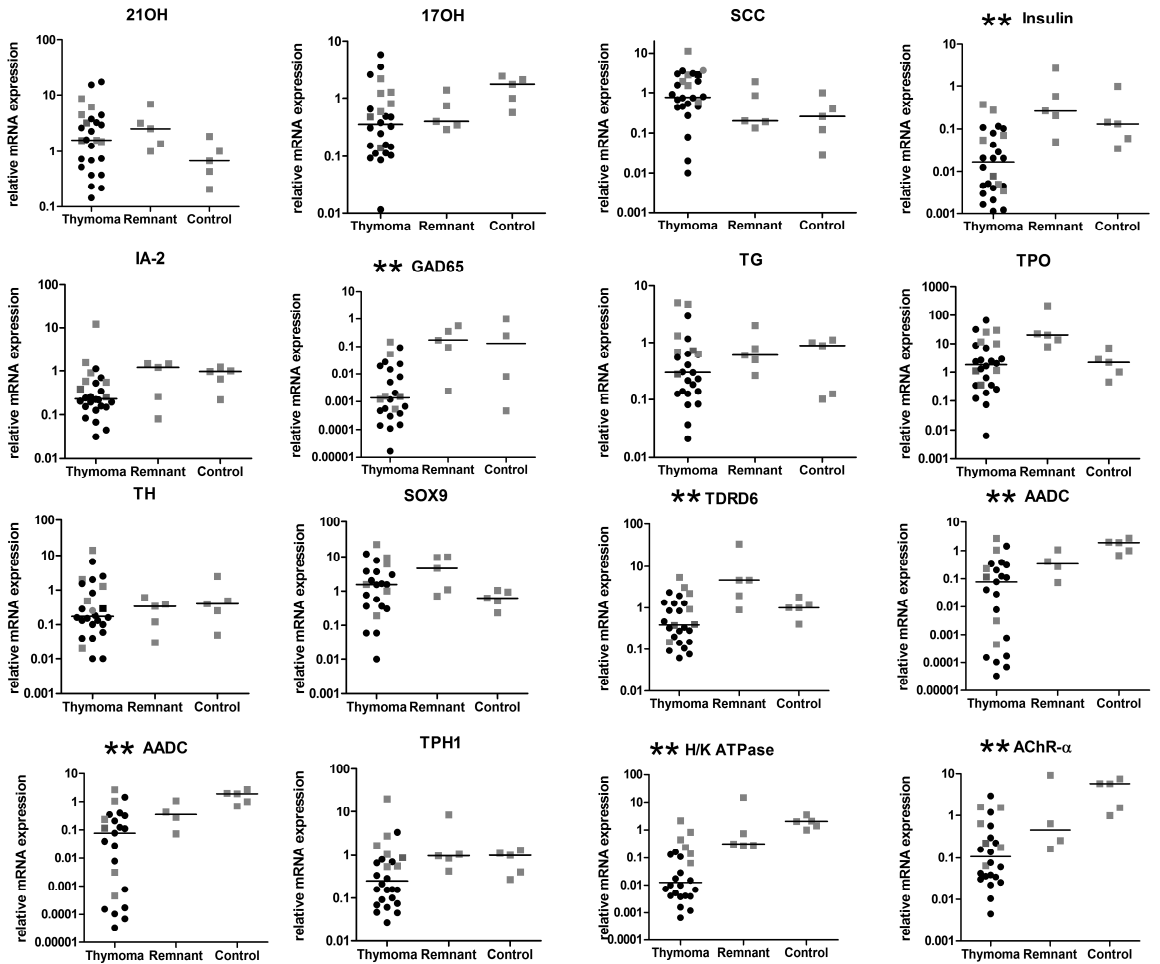 21OH
17OH
SCC
** Insulin
relative mRNA expression
100
10
1
0.1
Thymoma Remnant Control
relative mRNA expression
10
1
0.1
0.01
Thymoma Remnant Control
relative mRNA expression
10
1
0.1
0.01
0.001
Thymoma Remnant Control
relative mRNA expression
10
1
0.1
0.01
0.001
Thymoma Remnant Control
IA-2
** GAD65
TG
TPO
relative mRNA expression
100
10
1
0.1
0.01
Thymoma Remnant Control
relative mRNA expression
10
1
0.1
0.01
0.001
0.0001
0.00001
Thymoma Remnant Control
relative mRNA expression
10
1
0.1
0.01
Thymoma Remnant Control
relative mRNA expression
1000
100
10
1
0.1
0.01
0.001
Thymoma Remnant Control
TH
SOX9
** TDRD6
** AADC
relative mRNA expression
100
10
1
0.1
0.01
0.001
Thymoma Remnant Control
relative mRNA expression
100
10
1
0.1
0.01
0.001
Thymoma Remnant Control
relative mRNA expression
100
10
1
0.1
0.01
Thymoma Remnant Control
relative mRNA expression
10
1
0.1
0.01
0.001
0.0001
0.00001
Thymoma Remnant Control
** AADC
TPH1
** H/K ATPase
** AChR-α
relative mRNA expression
10
1
0.1
0.01
0.001
0.0001
0.00001
Thymoma Remnant Control
relative mRNA expression
100
10
1
0.1
0.01
Thymoma Remnant Control
relative mRNA expression
100
10
1
0.1
0.01
0.001
0.0001
Thymoma Remnant Control
relative mRNA expression
10
1
0.1
0.01
0.001
Thymoma Remnant Control